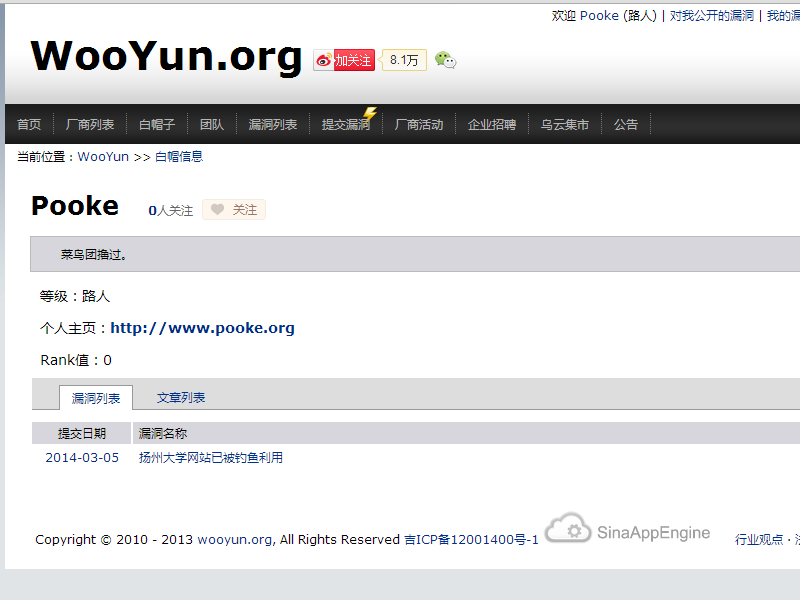 欢迎 Pooke (路人) | 对我公开的漏洞 | 我的漏
WooYun.org 加关注 8.1万
首页 厂商列表 白帽子 团队 漏洞列表 提交漏洞 厂商活动 企业招聘 乌云集市 公告
当前位置：WooYun >> 白帽信息
Pooke 0人关注 关注
菜鸟团撸过。
等级：路人
个人主页：http://www.pooke.org
Rank值：0
漏洞列表 文章列表
提交日期 漏洞名称
2014-03-05 扬州大学网站已被钓鱼利用
Copyright © 2010 - 2013 wooyun.org, All Rights Reserved 吉ICP备12001400号-1 SinaAppEngine 行业观点 ·